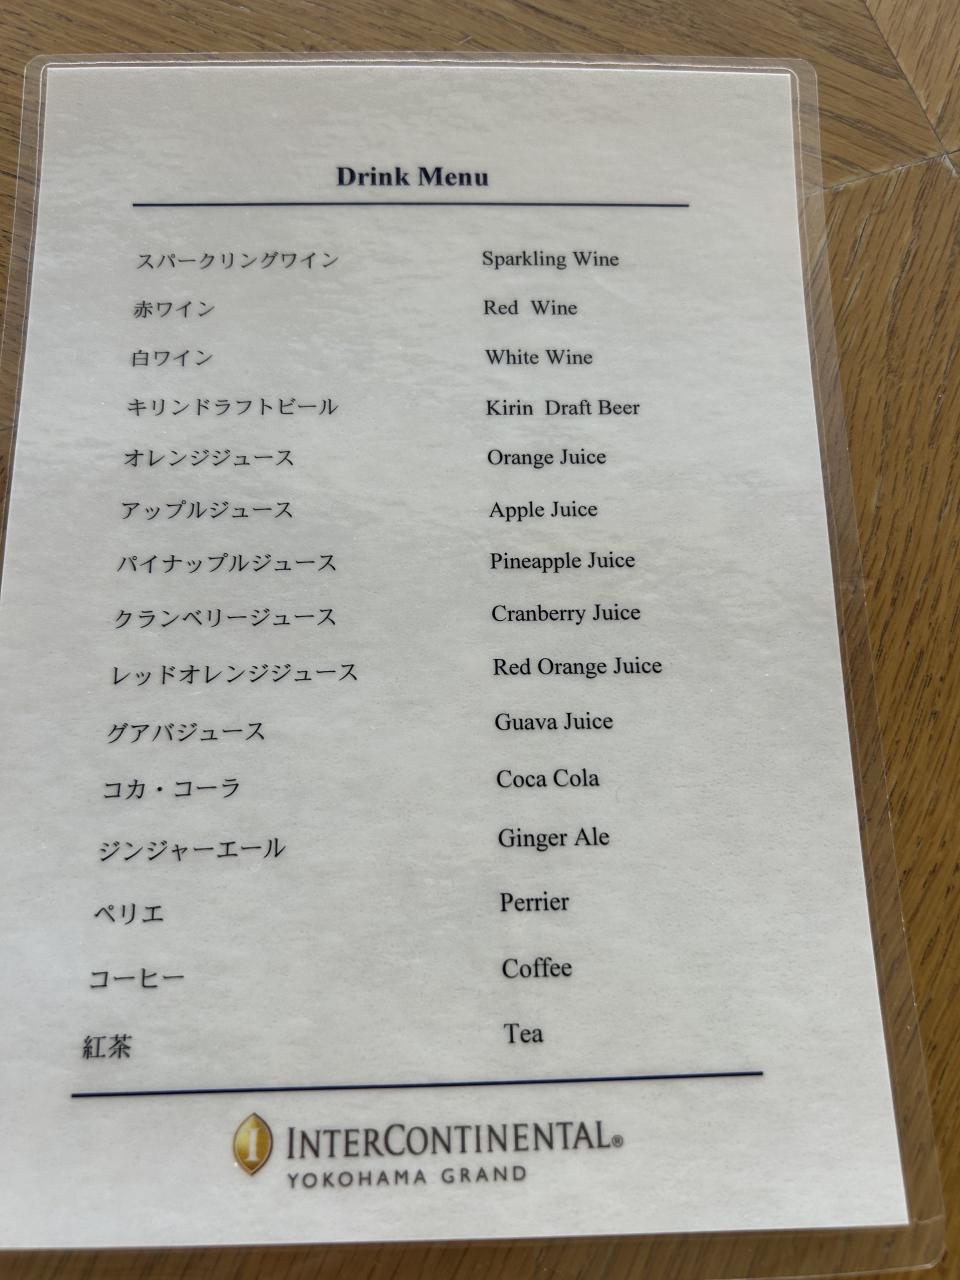 Drink Menu
スパークリングワイン Sparkling Wine
赤ワイン Red Wine
白ワイン White Wine
キリンドラフトビール Kirin Draft Beer
オレンジジュース Orange Juice
アップルジュース Apple Juice
パイナップルジュース Pineapple Juice
クランベリージュース Cranberry Juice
レッドオレンジジュース Red Orange Juice
グアバジュース Guava Juice
コカ・コーラ Coca Cola
ジンジャーエール Ginger Ale
ペリエ Perrier
コーヒー Coffee
紅茶 Tea
I INTERCONTINENTAL®
YOKOHAMA GRAND